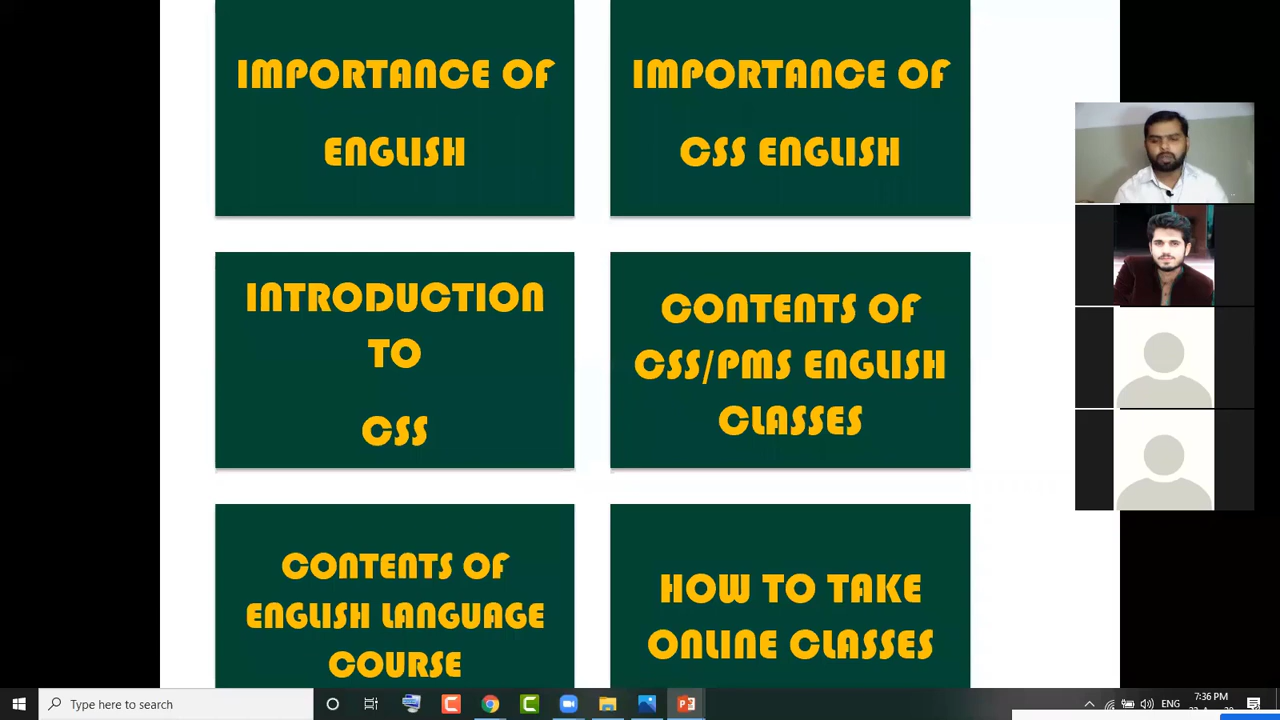 IMPORTANCE OF
ENGLISH
IMPORTANCE OF
CSS ENGLISH
INTRODUCTION
TO
CSS
CONTENTS OF
CSS/PMS ENGLISH
CLASSES
CONTENTS OF
ENGLISH LANGUAGE
COURSE
HOW TO TAKE
ONLINE CLASSES
Type here to search
ENG
7:36 PM